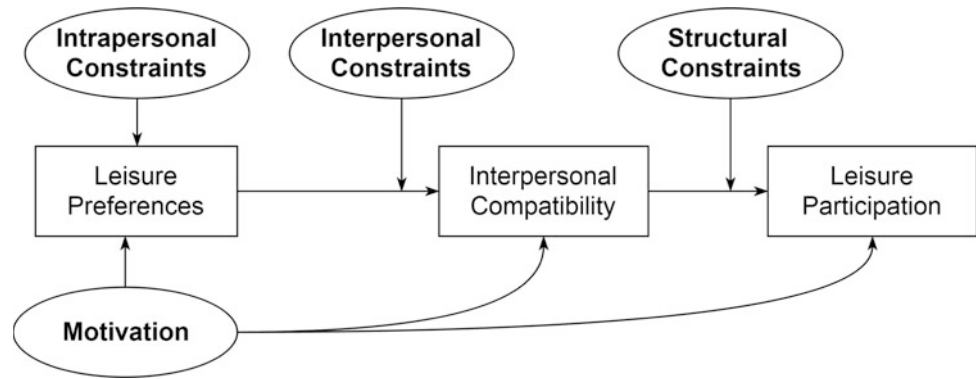 Intrapersonal
Constraints
Interpersonal
Constraints
Structural
Constraints
Leisure
Preferences
Interpersonal
Compatibility
Leisure
Participation
Motivation